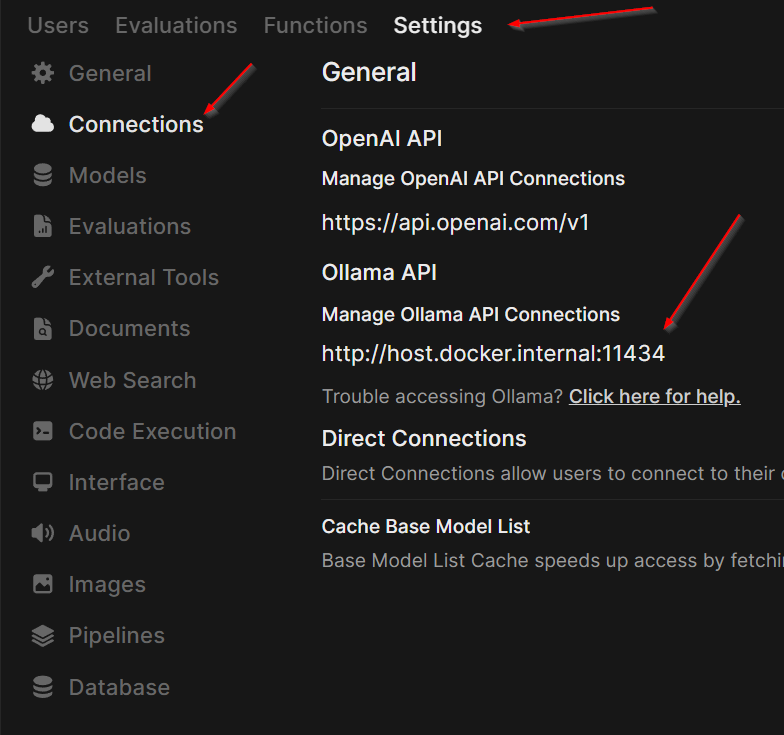 Users Evaluations Functions Settings
General
Connections
Models
Evaluations
External Tools
Documents
Web Search
Code Execution
Interface
Audio
Images
Pipelines
Database
General
OpenAI API
Manage OpenAI API Connections
https://api.openai.com/v1
Ollama API
Manage Ollama API Connections
http://host.docker.internal:11434
Trouble accessing Ollama? Click here for help.
Direct Connections
Direct Connections allow users to connect to their
Cache Base Model List
Base Model List Cache speeds up access by